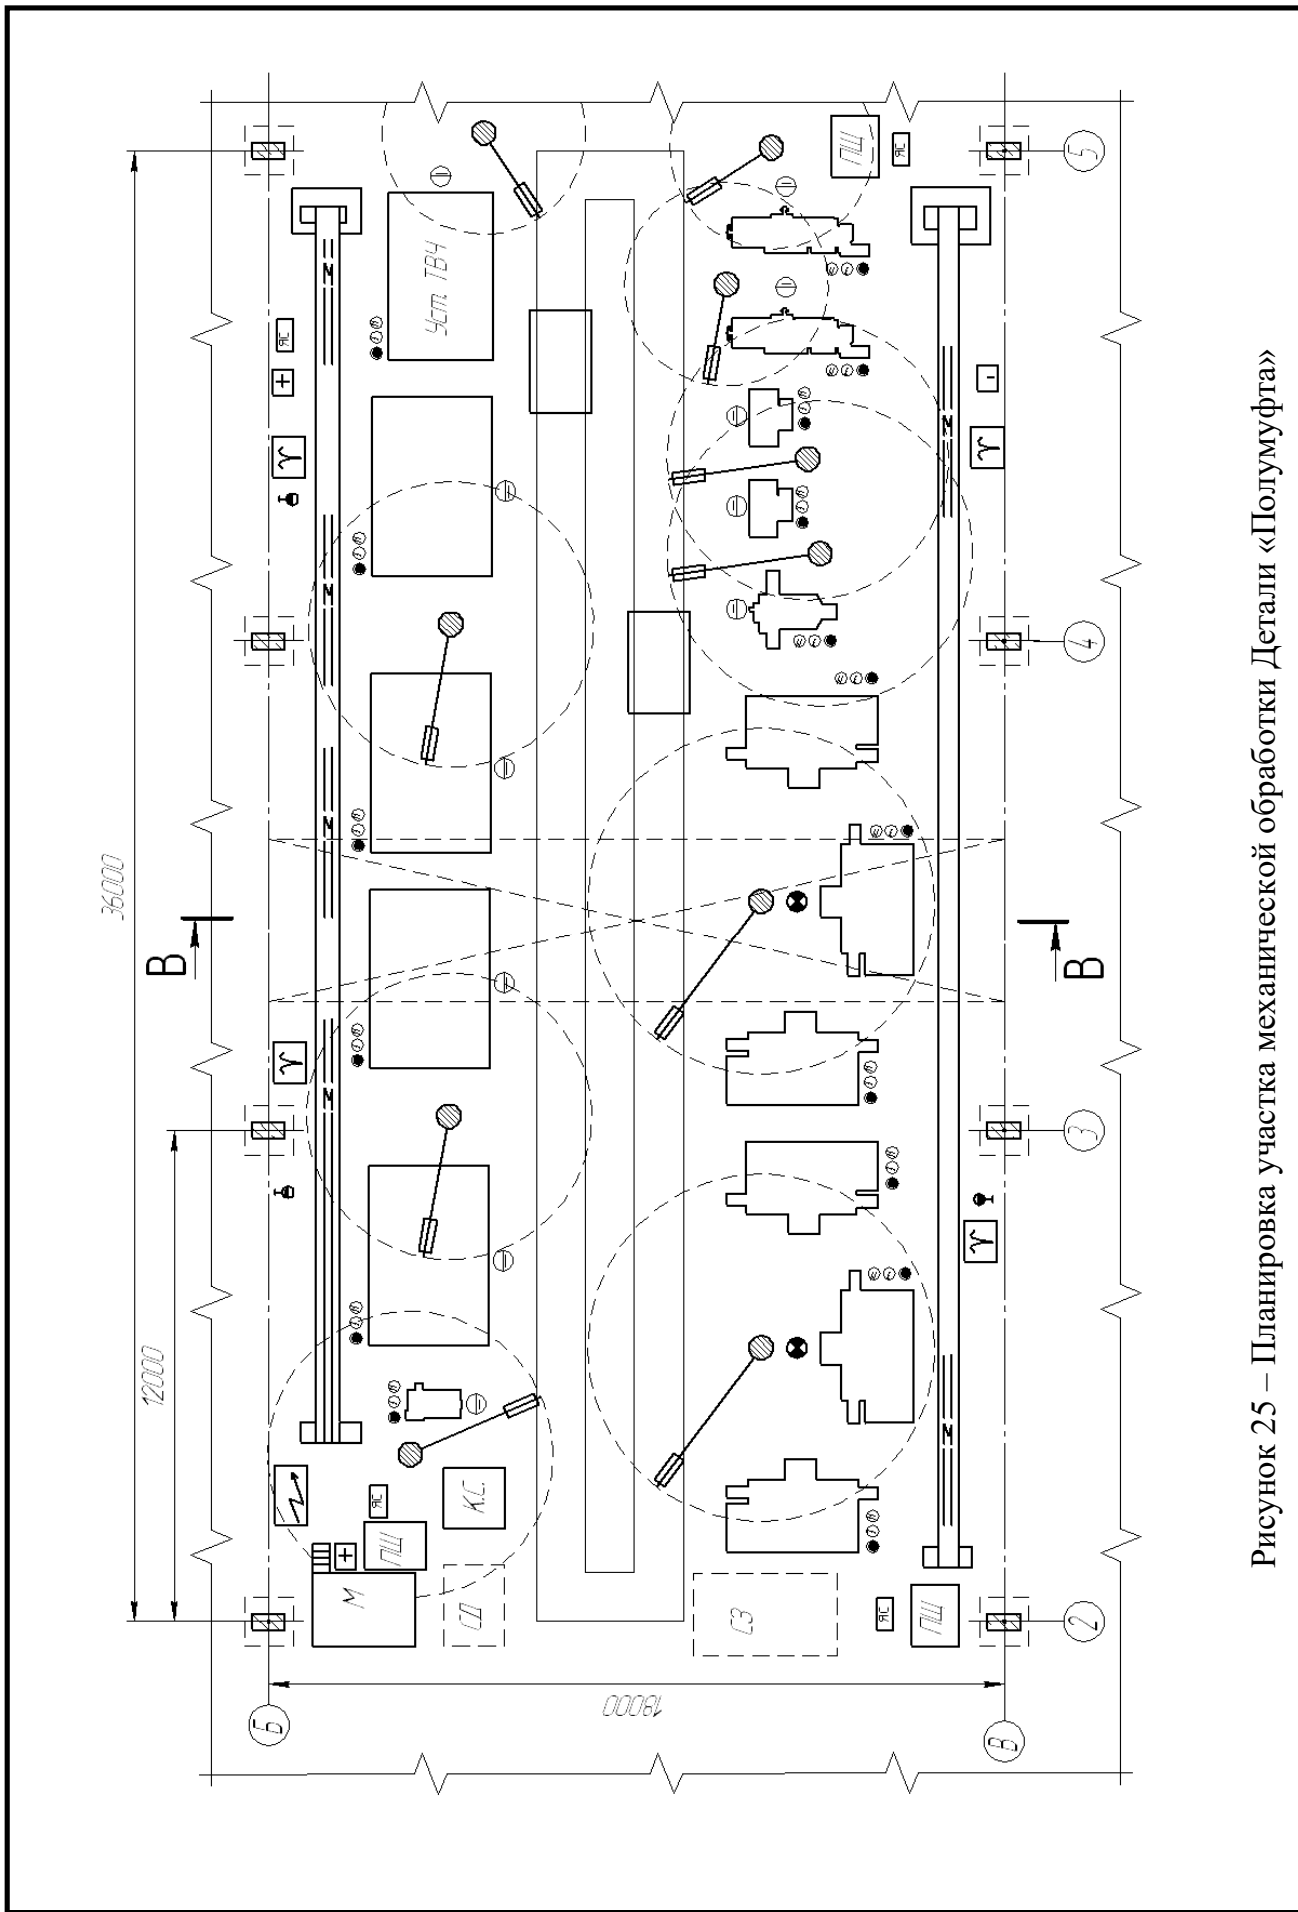 36000
12000
В
В
18000
Б
В
2
3
4
5
М
ПЩ
ЯС
К.С.
СД
СЗ
ЯС
ПЩ
Уст. ТВЧ
ЯС
ПЩ
ЯС
Рисунок 25 – Планировка участка механической обработки Детали «Полумуфта»